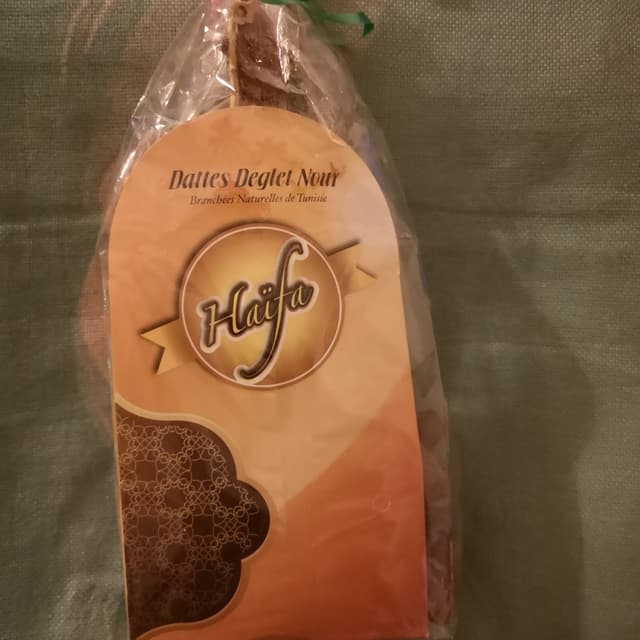 Dattes Deglet Nour
Branchées Naturelles de Tunisie
Haïfa